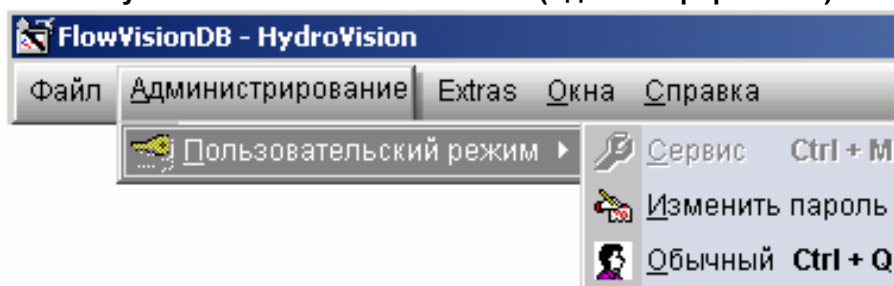 FlowVisionDB - HydroVision
Файл Администрирование Extras Окна Справка
Пользовательский режим Сервис Ctrl + M
Изменить пароль
Обычный Ctrl + Q